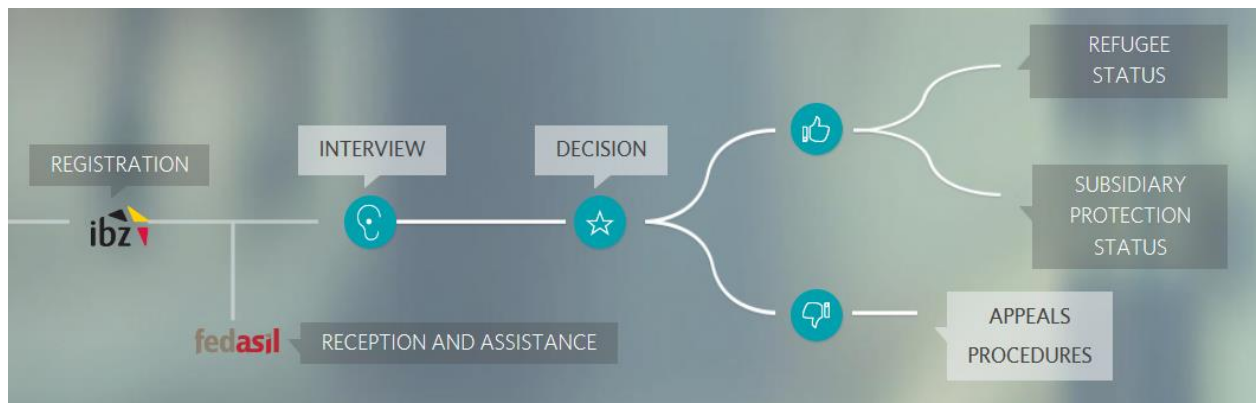 REGISTRATION
ibz
fedasil
RECEPTION AND ASSISTANCE
INTERVIEW
DECISION
REFUGEE
STATUS
SUBSIDIARY
PROTECTION
STATUS
APPEALS
PROCEDURES